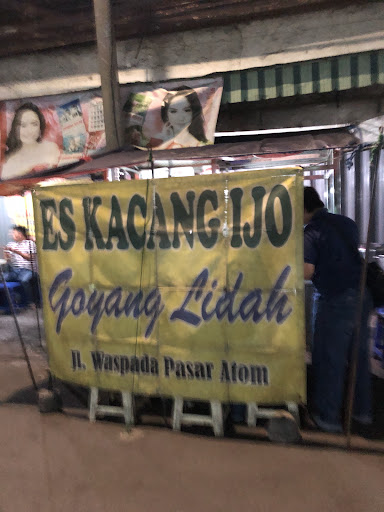 ES KACANG IJO
Goyang Lidah
Jl. Waspada Pasar Atom